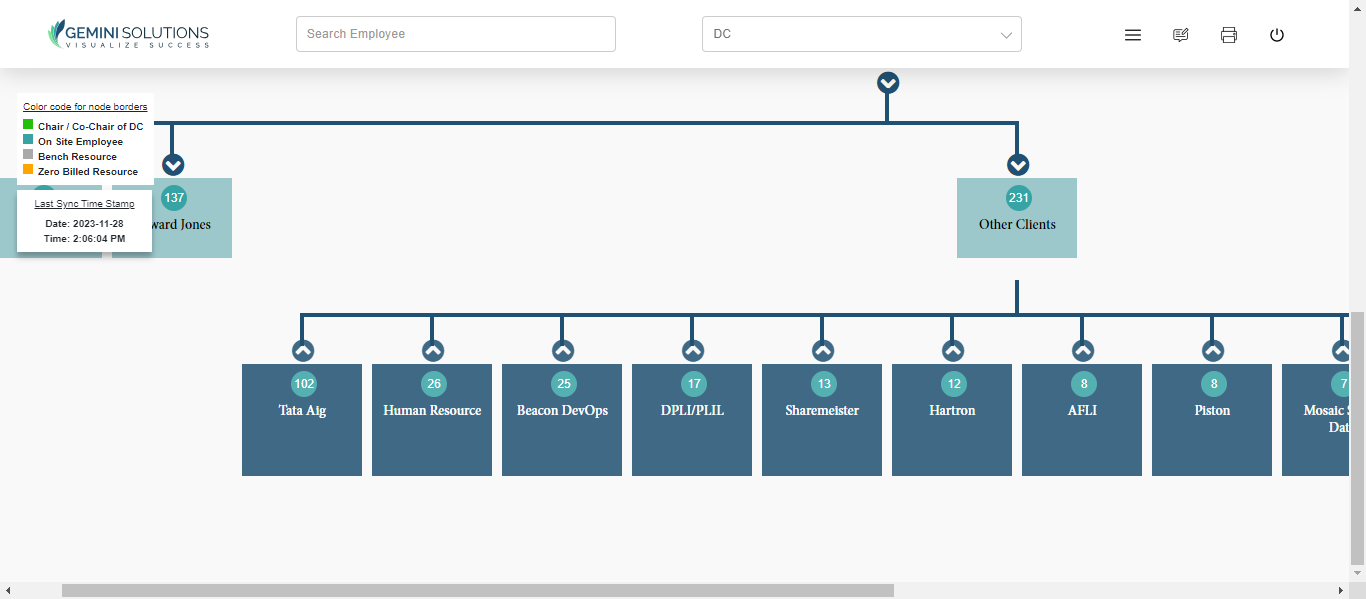 GEMINI SOLUTIONS
VISUALIZE SUCCESS
Search Employee
DC
Color code for node borders
Chair / Co-Chair of DC
On Site Employee
Bench Resource
Zero Billed Resource
Last Sync Time Stamp
Date: 2023-11-28
Time: 2:06:04 PM
137
ward Jones
231
Other Clients
102
Tata Aig
26
Human Resource
25
Beacon DevOps
17
DPLI/PLIL
13
Sharemeister
12
Hartron
8
AFLI
8
Piston
7
Mosaic S
Dat